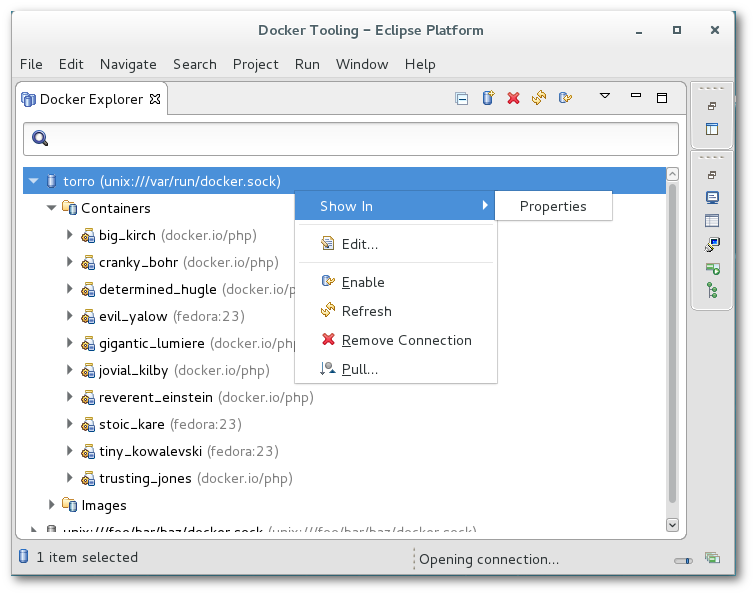 Docker Tooling – Eclipse Platform
File Edit Navigate Search Project Run Window Help
Docker Explorer
torro (unix:///var/run/docker.sock)
Containers
big_kirch (docker.io/php)
cranky_bohr (docker.io/php)
determined_hugle (docker.io/p
evil_yalow (fedora:23)
gigantic_lumiere (docker.io/php
jovial_kilby (docker.io/php)
reverent_einstein (docker.io/php)
stoic_kare (fedora:23)
tiny_kowalevski (fedora:23)
trusting_jones (docker.io/php)
Images
unix:///foo/bar/baz/docker.sock (unix:///foo/bar/baz/docker.sock)
Show In
Properties
Edit...
Enable
Refresh
Remove Connection
Pull...
1 item selected
Opening connection...